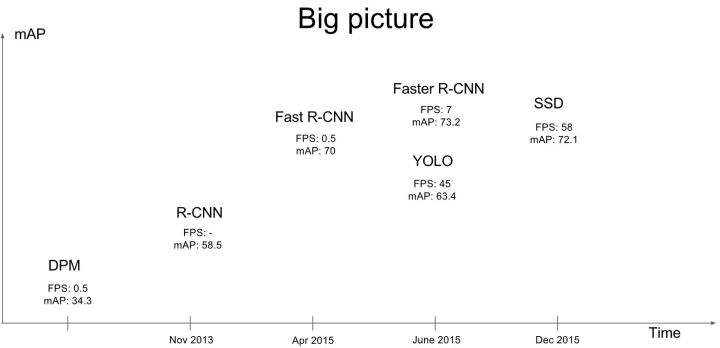 Big picture
mAP
Faster R-CNN
FPS: 7
mAP: 73.2
SSD
FPS: 58
mAP: 72.1
Fast R-CNN
FPS: 0.5
mAP: 70
YOLO
FPS: 45
mAP: 63.4
R-CNN
FPS: -
mAP: 58.5
DPM
FPS: 0.5
mAP: 34.3
Time
Nov 2013
Apr 2015
June 2015
Dec 2015